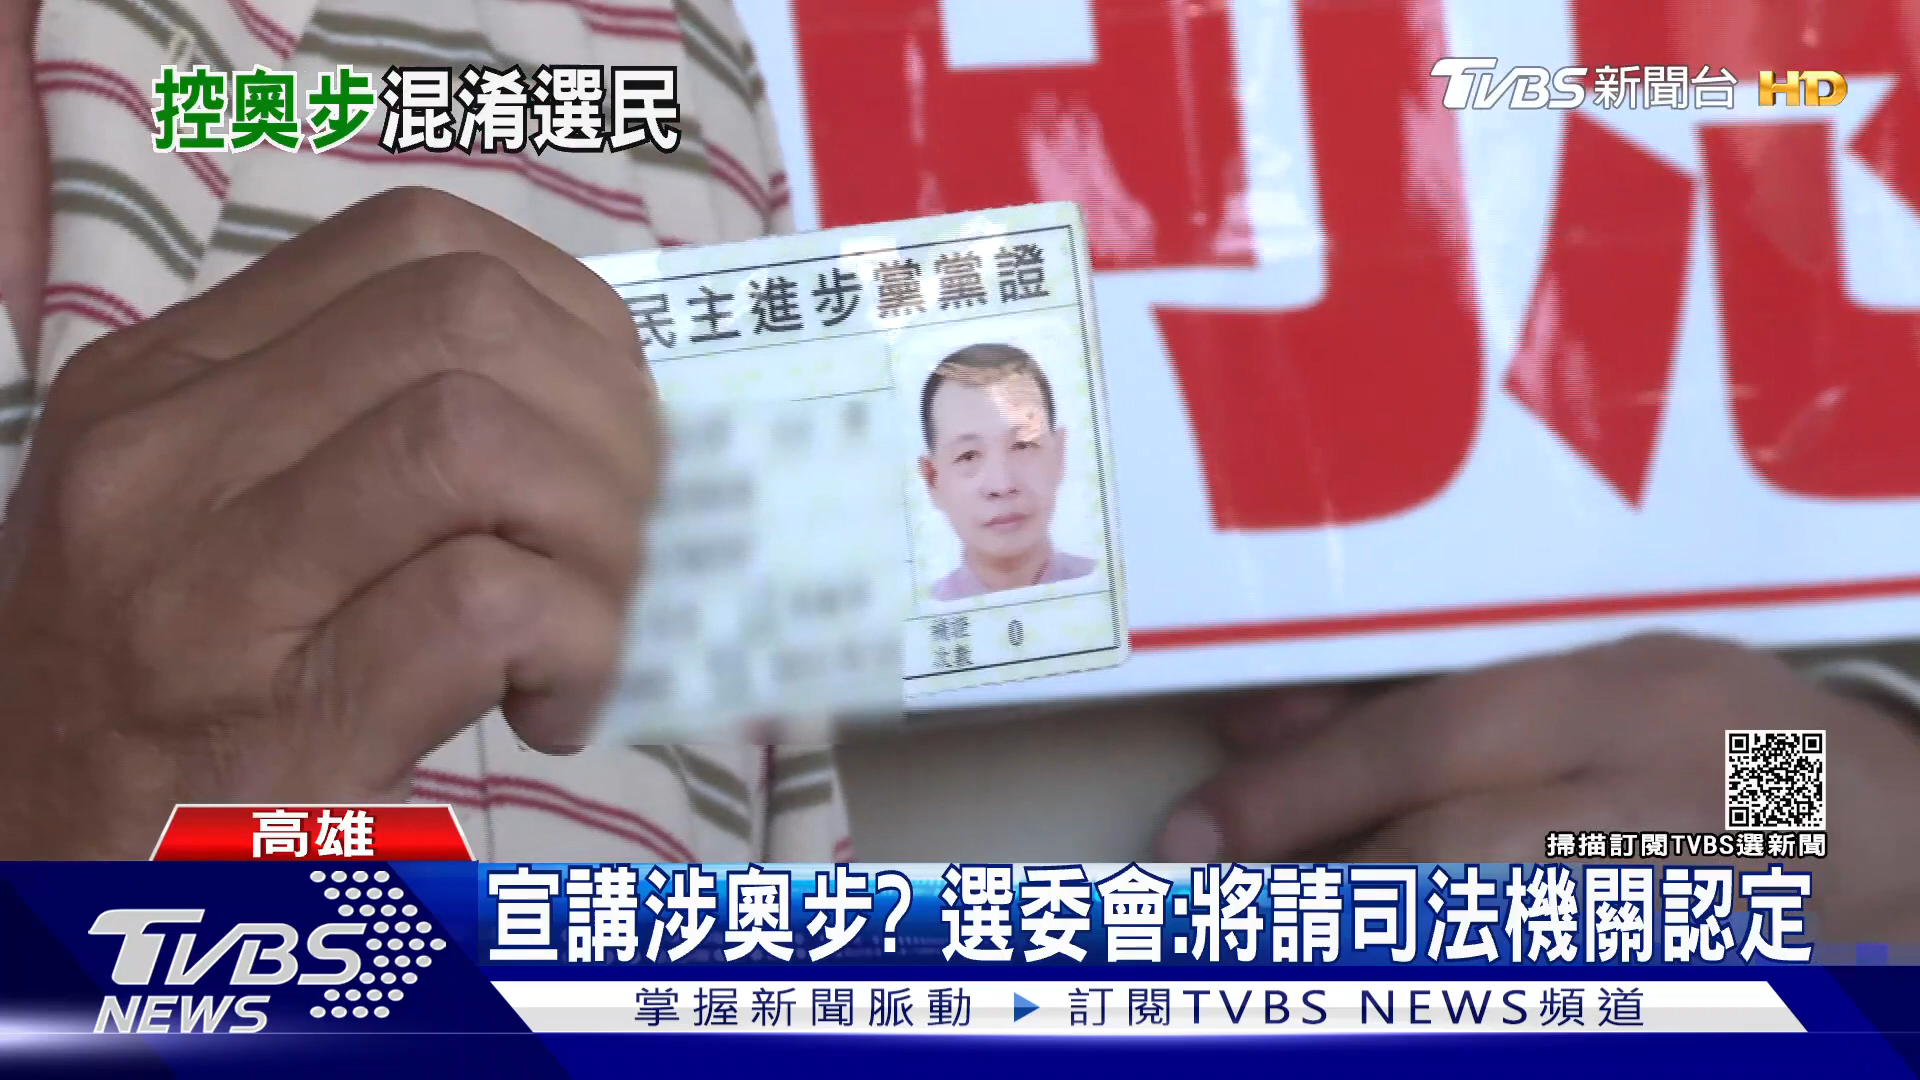 控奧步混淆選民
TVBS新聞台 HD
民主進步黨黨證
補證
次數
0
掃描訂閱TVBS選新聞
高雄
宣講涉奧步? 選委會:將請司法機關認定
TVBS
NEWS
掌握新聞脈動 ▶ 訂閱TVBS NEWS頻道